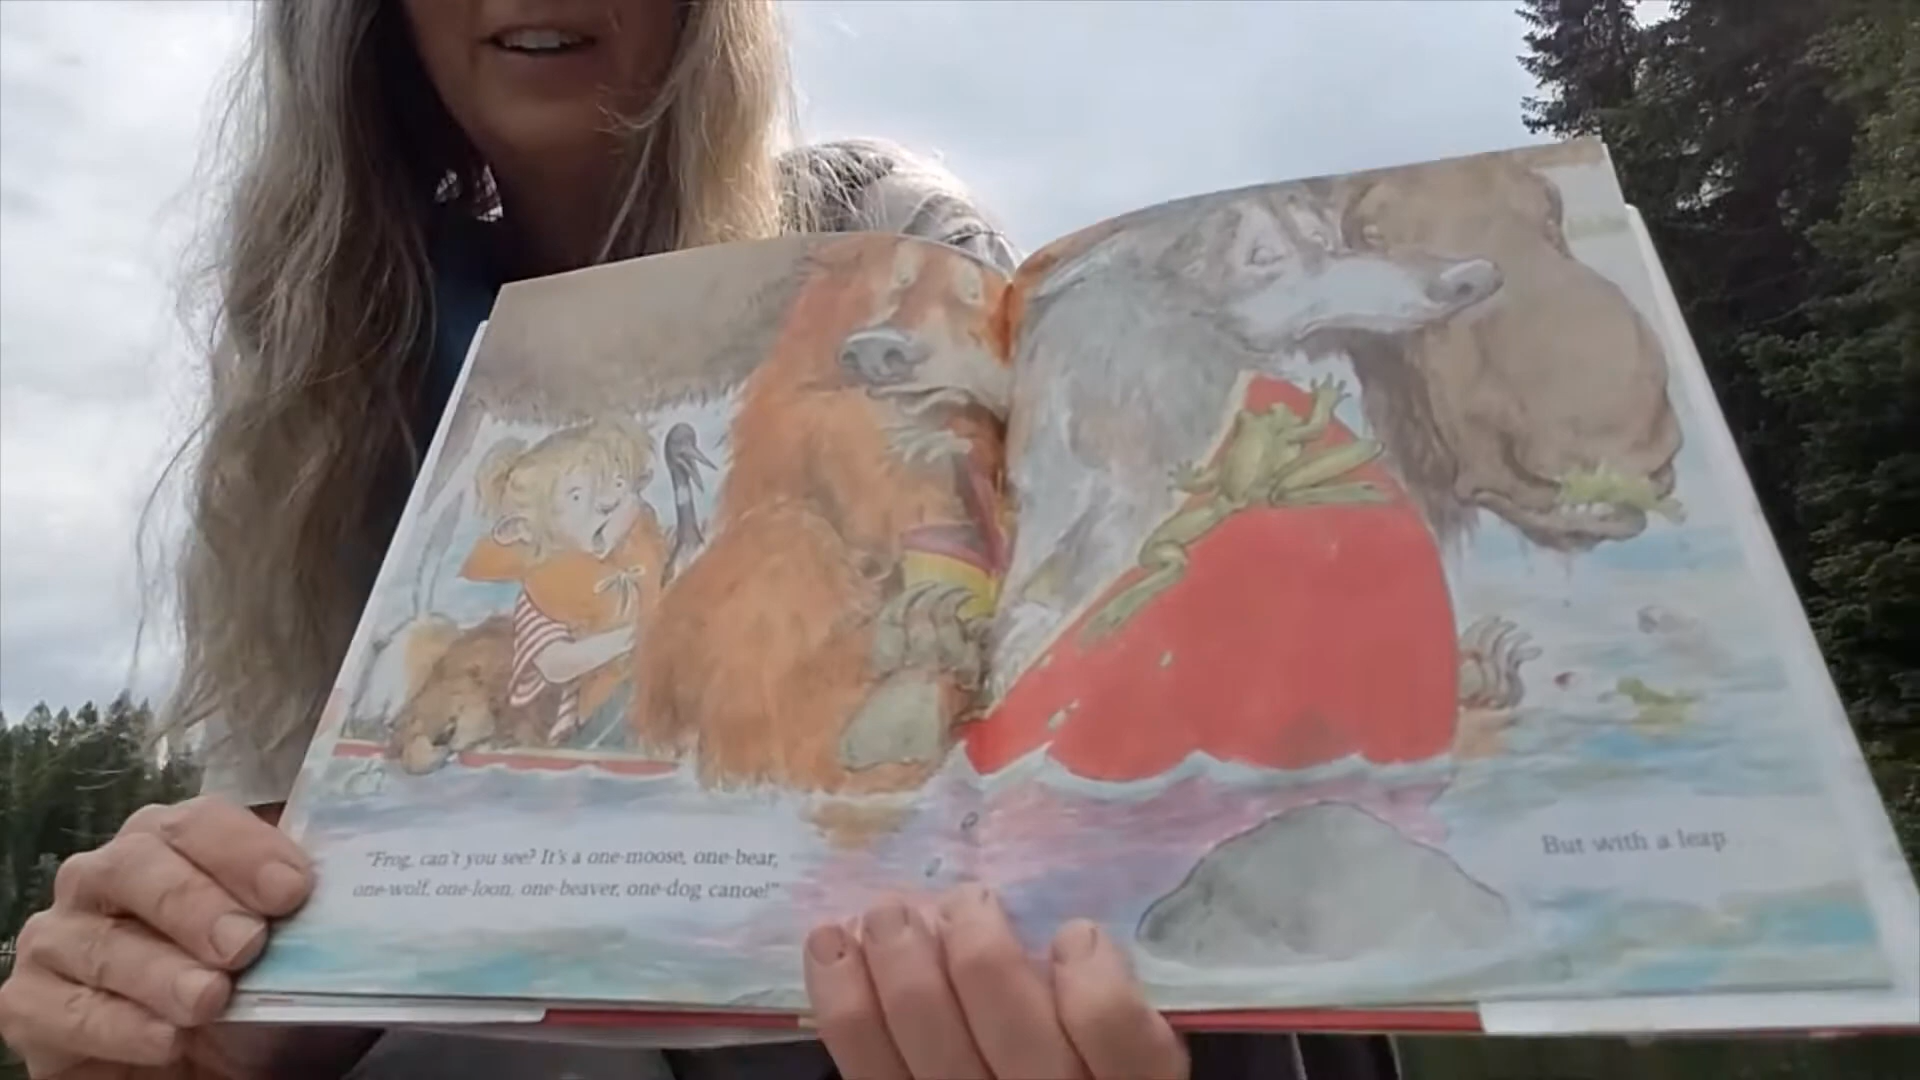 "Frog, can't you see? It's a one-moose, one-bear,
one-wolf, one-loon, one-beaver, one-dog canoe!"
But with a leap